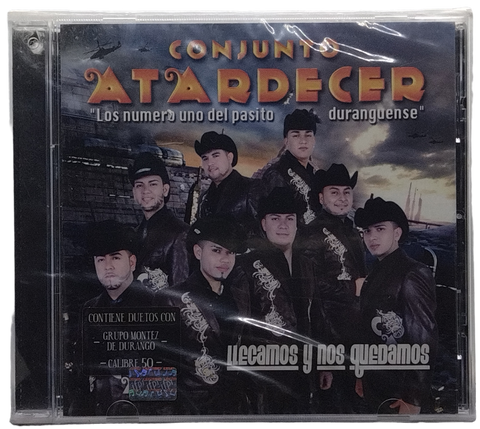 CONJUNTO
ATARDECER
"Los numero uno del pasito duranguense"
CONTIENE DUETOS CON
GRUPO MONTEZ
DE DURANGO
- CALIBRE 50 -
LLEGAMOS Y NOS QUEDAMOS